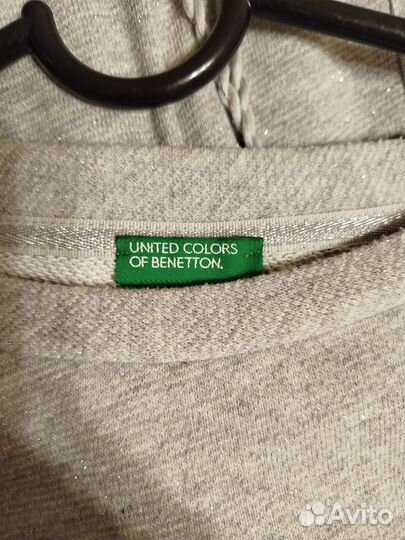 UNITED COLORS
OF BENETTON.
Avito